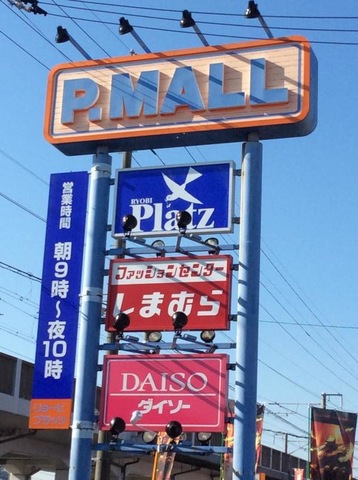 P.MALL
営業時間
朝9時～夜10時
RYOBI
Platz
ファッションセンター
しまむら
DAISO
ダイソー